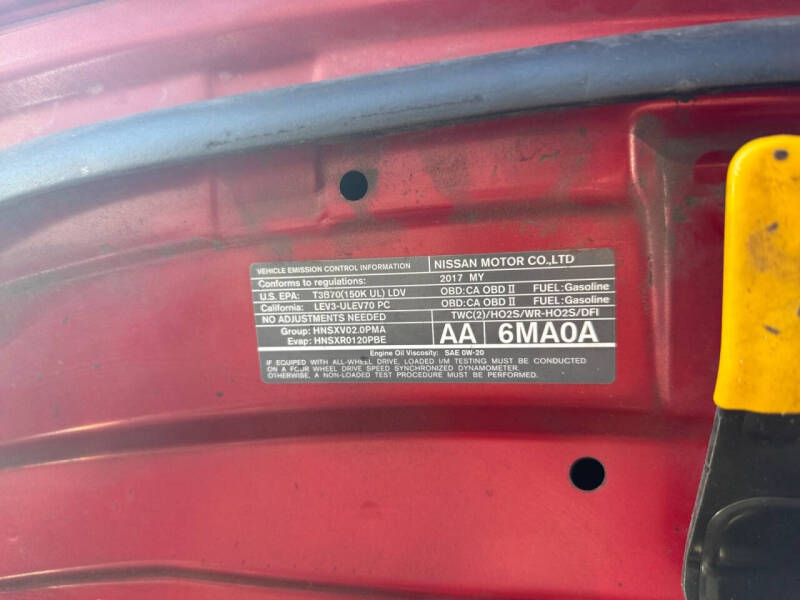 VEHICLE EMISSION CONTROL INFORMATION NISSAN MOTOR CO.,LTD
Conforms to regulations: 2017 MY
U.S. EPA: T3B70(150K UL) LDV OBD:CA OBD II FUEL:Gasoline
California: LEV3-ULEV70 PC OBD:CA OBD II FUEL:Gasoline
NO ADJUSTMENTS NEEDED TWC(2)/HO2S/WR-HO2S/DFI
Group: HNSXV02.0PMA
Evap: HNSXR0120PBE AA 6MA0A
Engine Oil Viscosity: SAE 0W-20
IF EQUIPPED WITH ALL-WHEEL DRIVE, LOADED I/M TESTING MUST BE CONDUCTED
ON A FOUR WHEEL DRIVE SPEED SYNCHRONIZED DYNAMOMETER.
OTHERWISE, A NON-LOADED TEST PROCEDURE MUST BE PERFORMED.